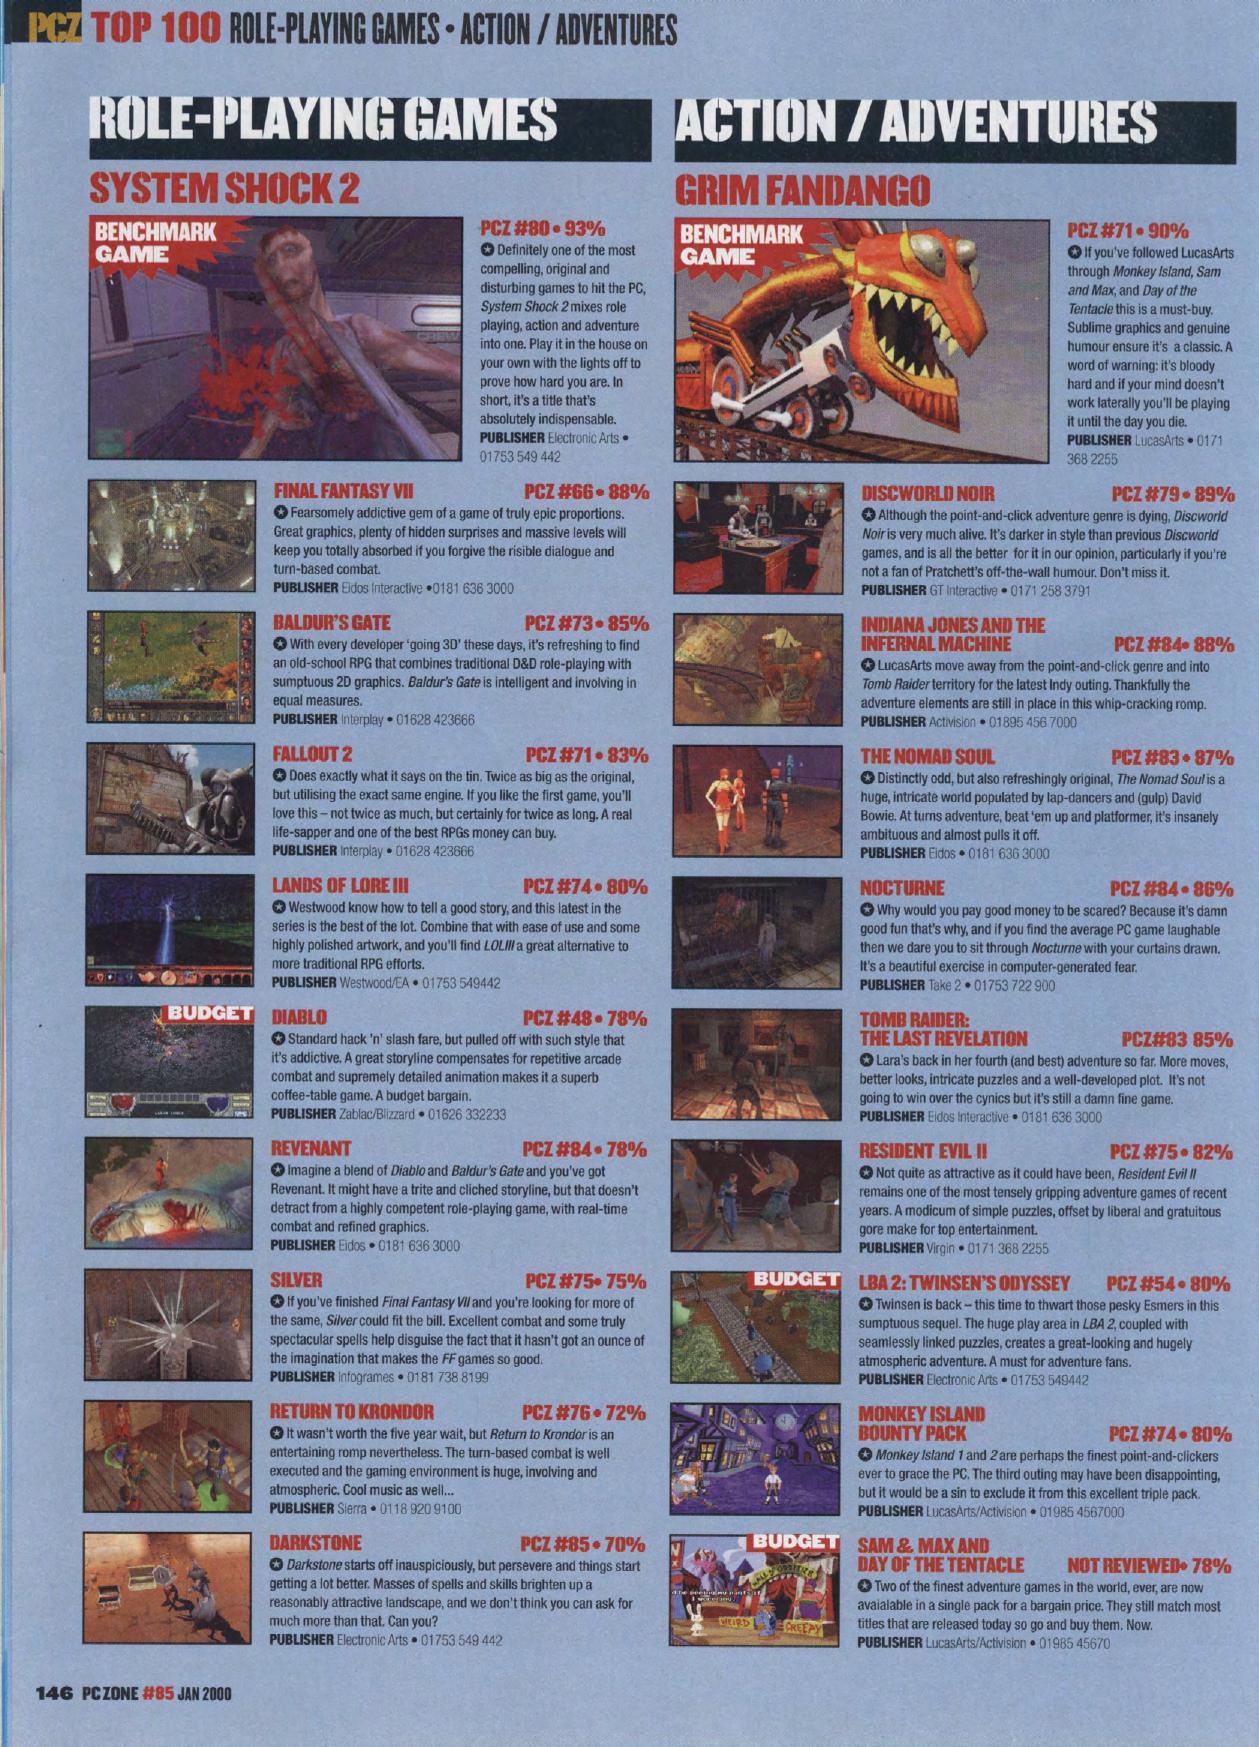 PCZ TOP 100 ROLE-PLAYING GAMES • ACTION / ADVENTURES
ROLE-PLAYING GAMES
SYSTEM SHOCK 2
BENCHMARK
GAME
PCZ #80 • 93%
Definitely one of the most
compelling, original and
disturbing games to hit the PC,
System Shock 2 mixes role
playing, action and adventure
into one. Play it in the house on
your own with the lights off to
prove how hard you are. In
short, it's a title that's
absolutely indispensable.
PUBLISHER Electronic Arts •
01753 549 442
FINAL FANTASY VII PCZ #66 • 88%
Fearsomely addictive gem of a game of truly epic proportions.
Great graphics, plenty of hidden surprises and massive levels will
keep you totally absorbed if you forgive the risible dialogue and
turn-based combat.
PUBLISHER Eidos Interactive •0181 636 3000
BALDUR'S GATE PCZ #73 • 85%
With every developer 'going 3D' these days, it's refreshing to find
an old-school RPG that combines traditional D&D role-playing with
sumptuous 2D graphics. Baldur's Gate is intelligent and involving in
equal measures.
PUBLISHER Interplay • 01628 423666
FALLOUT 2 PCZ #71 • 83%
Does exactly what it says on the tin. Twice as big as the original,
but utilising the exact same engine. If you like the first game, you'll
love this – not twice as much, but certainly for twice as long. A real
life-sapper and one of the best RPGs money can buy.
PUBLISHER Interplay • 01628 423666
LANDS OF LORE III PCZ #74 • 80%
Westwood know how to tell a good story, and this latest in the
series is the best of the lot. Combine that with ease of use and some
highly polished artwork, and you'll find LOLIII a great alternative to
more traditional RPG efforts.
PUBLISHER Westwood/EA • 01753 549442
BUDGET
DIABLO PCZ #48 • 78%
Standard hack 'n' slash fare, but pulled off with such style that
it's addictive. A great storyline compensates for repetitive arcade
combat and supremely detailed animation makes it a superb
coffee-table game. A budget bargain.
PUBLISHER Zablac/Blizzard • 01626 332233
REVENANT PCZ #84 • 78%
Imagine a blend of Diablo and Baldur's Gate and you've got
Revenant. It might have a trite and cliched storyline, but that doesn't
detract from a highly competent role-playing game, with real-time
combat and refined graphics.
PUBLISHER Eidos • 0181 636 3000
SILVER PCZ #75• 75%
If you've finished Final Fantasy VII and you're looking for more of
the same, Silver could fit the bill. Excellent combat and some truly
spectacular spells help disguise the fact that it hasn't got an ounce of
the imagination that makes the FF games so good.
PUBLISHER Infogrames • 0181 738 8199
RETURN TO KRONDOR PCZ #76 • 72%
It wasn't worth the five year wait, but Return to Krondor is an
entertaining romp nevertheless. The turn-based combat is well
executed and the gaming environment is huge, involving and
atmospheric. Cool music as well...
PUBLISHER Sierra • 0118 920 9100
DARKSTONE PCZ #85 • 70%
Darkstone starts off inauspiciously, but persevere and things start
getting a lot better. Masses of spells and skills brighten up a
reasonably attractive landscape, and we don't think you can ask for
much more than that. Can you?
PUBLISHER Electronic Arts • 01753 549 442
ACTION / ADVENTURES
GRIM FANDANGO
BENCHMARK
GAME
PCZ #71 • 90%
If you've followed LucasArts
through Monkey Island, Sam
and Max, and Day of the
Tentacle this is a must-buy.
Sublime graphics and genuine
humour ensure it's a classic. A
word of warning: it's bloody
hard and if your mind doesn't
work laterally you'll be playing
it until the day you die.
PUBLISHER LucasArts • 0171
368 2255
DISCWORLD NOIR PCZ #79 • 89%
Although the point-and-click adventure genre is dying, Discworld
Noir is very much alive. It's darker in style than previous Discworld
games, and is all the better for it in our opinion, particularly if you're
not a fan of Pratchett's off-the-wall humour. Don't miss it.
PUBLISHER GT Interactive • 0171 258 3791
INDIANA JONES AND THE
INFERNAL MACHINE PCZ #84• 88%
LucasArts move away from the point-and-click genre and into
Tomb Raider territory for the latest Indy outing. Thankfully the
adventure elements are still in place in this whip-cracking romp.
PUBLISHER Activision • 01895 456 7000
THE NOMAD SOUL PCZ #83 • 87%
Distinctly odd, but also refreshingly original, The Nomad Soul is a
huge, intricate world populated by lap-dancers and (gulp) David
Bowie. At turns adventure, beat 'em up and platformer, it's insanely
ambituous and almost pulls it off.
PUBLISHER Eidos • 0181 636 3000
NOCTURNE PCZ #84 • 86%
Why would you pay good money to be scared? Because it's damn
good fun that's why, and if you find the average PC game laughable
then we dare you to sit through Nocturne with your curtains drawn.
It's a beautiful exercise in computer-generated fear.
PUBLISHER Take 2 • 01753 722 900
TOMB RAIDER:
THE LAST REVELATION PCZ#83 85%
Lara's back in her fourth (and best) adventure so far. More moves,
better looks, intricate puzzles and a well-developed plot. It's not
going to win over the cynics but it's still a damn fine game.
PUBLISHER Eidos Interactive • 0181 636 3000
RESIDENT EVIL II PCZ #75 • 82%
Not quite as attractive as it could have been, Resident Evil II
remains one of the most tensely gripping adventure games of recent
years. A modicum of simple puzzles, offset by liberal and gratuitous
gore make for top entertainment.
PUBLISHER Virgin • 0171 368 2255
BUDGET
LBA 2: TWINSEN'S ODYSSEY PCZ #54 • 80%
Twinsen is back – this time to thwart those pesky Esmers in this
sumptuous sequel. The huge play area in LBA 2, coupled with
seamlessly linked puzzles, creates a great-looking and hugely
atmospheric adventure. A must for adventure fans.
PUBLISHER Electronic Arts • 01753 549442
MONKEY ISLAND
BOUNTY PACK PCZ #74 • 80%
Monkey Island 1 and 2 are perhaps the finest point-and-clickers
ever to grace the PC. The third outing may have been disappointing,
but it would be a sin to exclude it from this excellent triple pack.
PUBLISHER LucasArts/Activision • 01985 4567000
BUDGET
WEIRD
CREEPY
SAM & MAX AND
DAY OF THE TENTACLE NOT REVIEWED• 78%
Two of the finest adventure games in the world, ever, are now
avaialable in a single pack for a bargain price. They still match most
titles that are released today so go and buy them. Now.
PUBLISHER LucasArts/Activision • 01985 45670
146 PC ZONE #85 JAN 2000